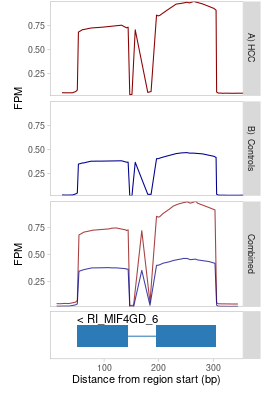 0.75
0.50
0.25
A) HCC
FPM
0.75
0.50
0.25
B) Controls
0.75
0.50
0.25
Combined
FPM
< RI_MIF4GD_6
100 200 300
Distance from region start (bp)